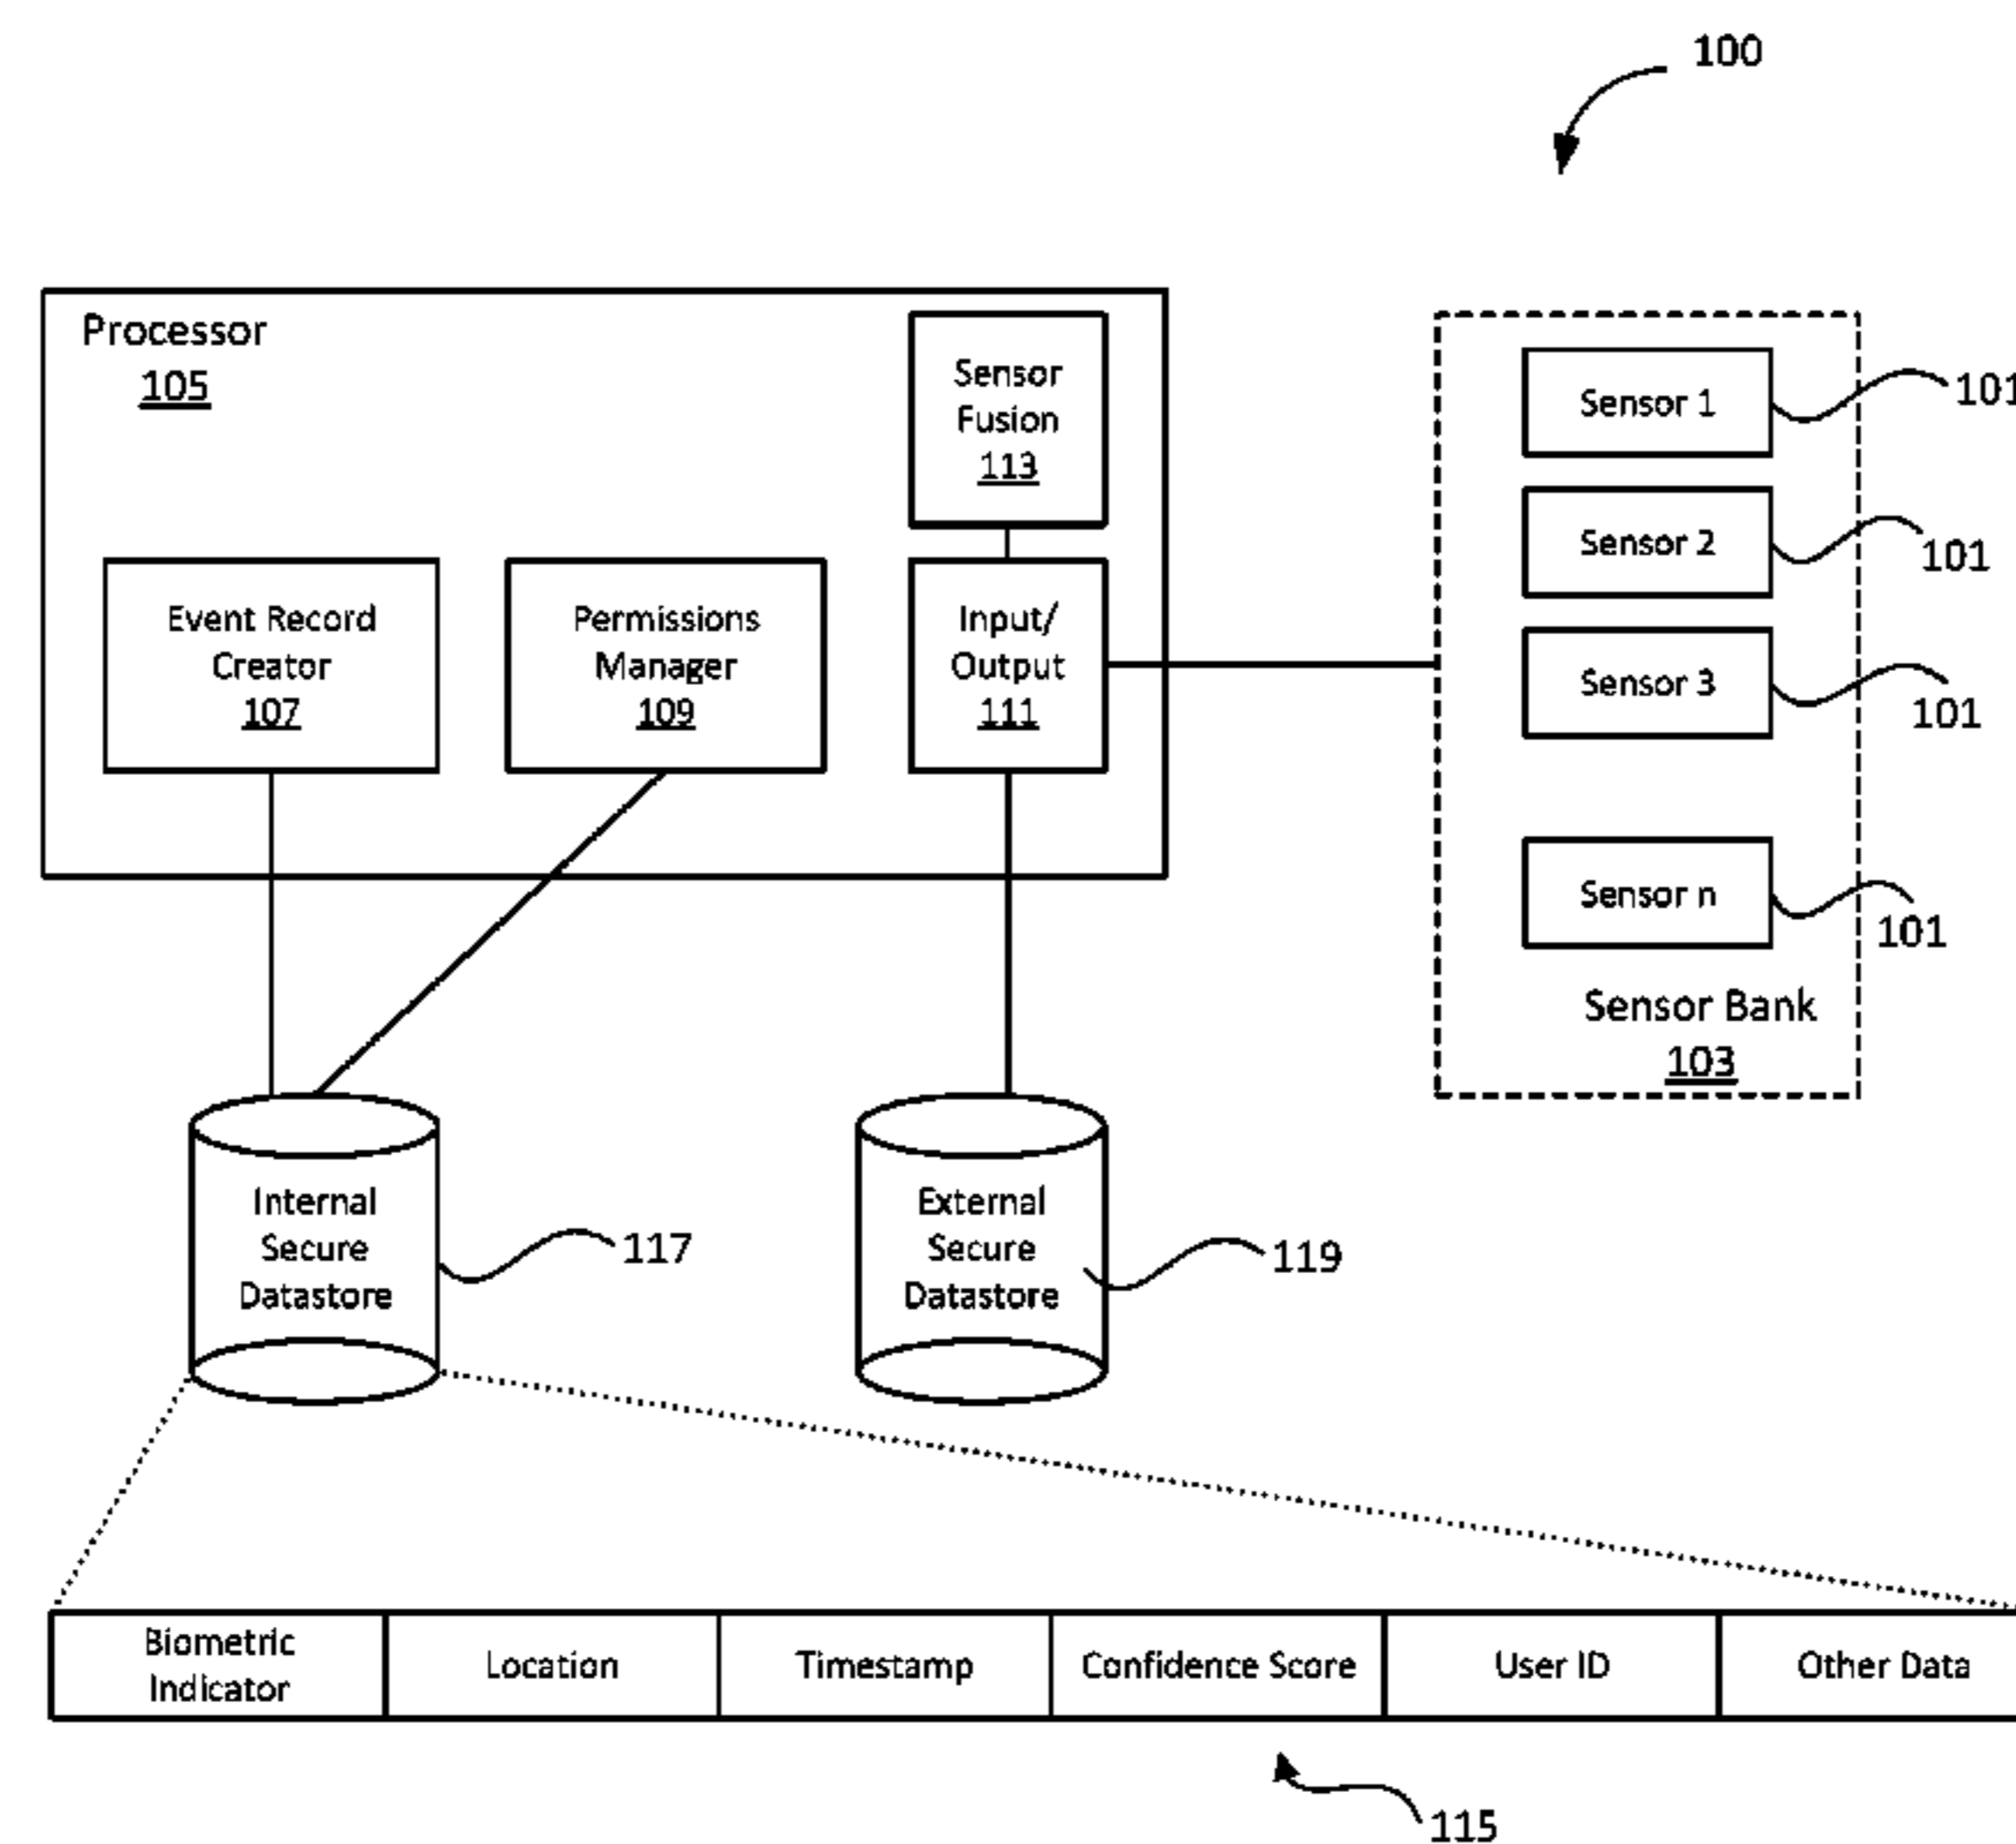 100
Processor
105
Sensor
Fusion
113
Event Record
Creator
107
Permissions
Manager
109
Input/
Output
111
Sensor 1
101
Sensor 2
101
Sensor 3
101
Sensor n
101
Sensor Bank
103
Internal
Secure
Datastore
117
External
Secure
Datastore
119
Biometric
Indicator
Location
Timestamp
Confidence Score
User ID
Other Data
115